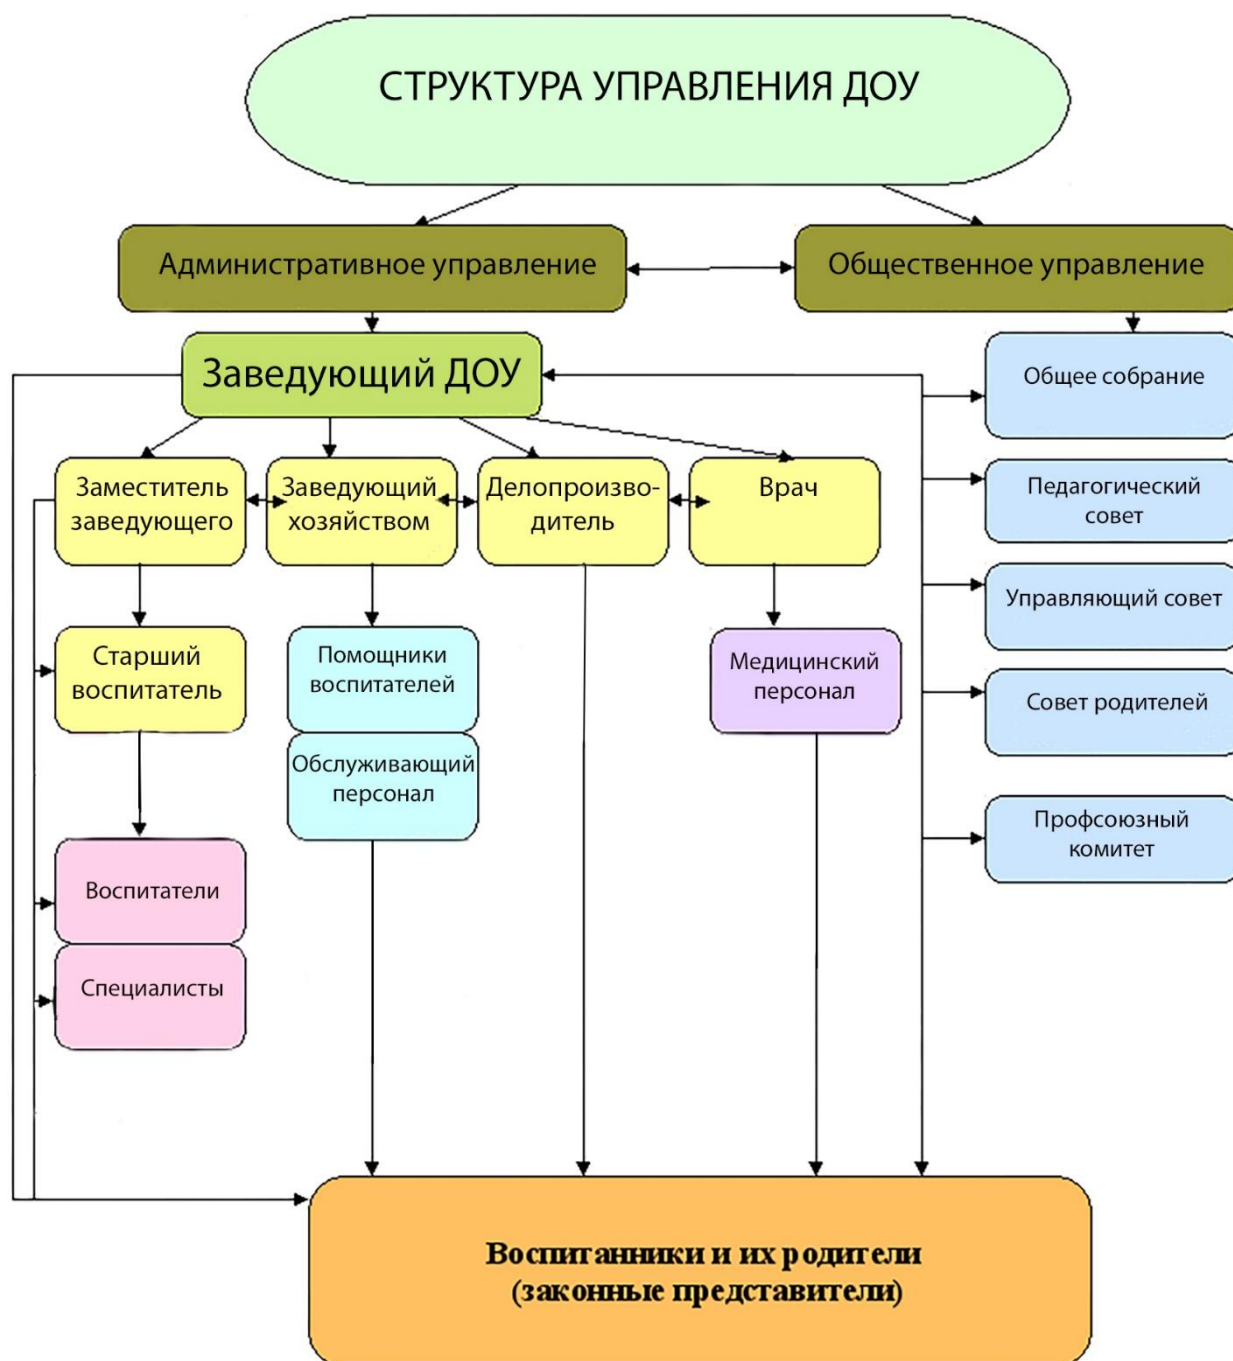 СТРУКТУРА УПРАВЛЕНИЯ ДОУ
Административное управление
Общественное управление
Заведующий ДОУ
Общее собрание
Заместитель
заведующего
Заведующий
хозяйством
Делопроизво-
дитель
Врач
Педагогический
совет
Управляющий совет
Старший
воспитатель
Помощники
воспитателей
Медицинский
персонал
Совет родителей
Обслуживающий
персонал
Профсоюзный
комитет
Воспитатели
Специалисты
Воспитанники и их родители
(законные представители)